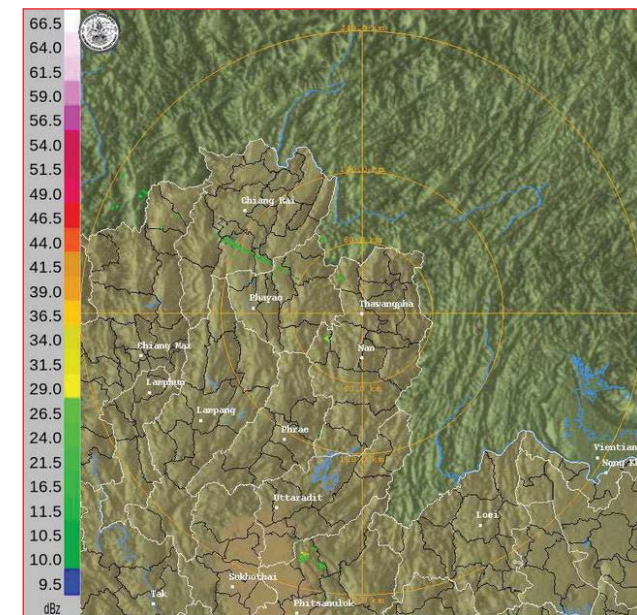 66.5
64.0
61.5
59.0
56.5
54.0
51.5
49.0
46.5
44.0
41.5
39.0
36.5
34.0
31.5
29.0
26.5
24.0
21.5
16.5
11.5
10.5
10.0
9.5
dBz
Chiang Rai
Phayao
Thawangpha
Chiang Mai
Nan
Lamphun
Lampang
Phrae
Vientian
Nong K
Uttaradit
Loei
Sukhothai
Tak
Phitsanulok